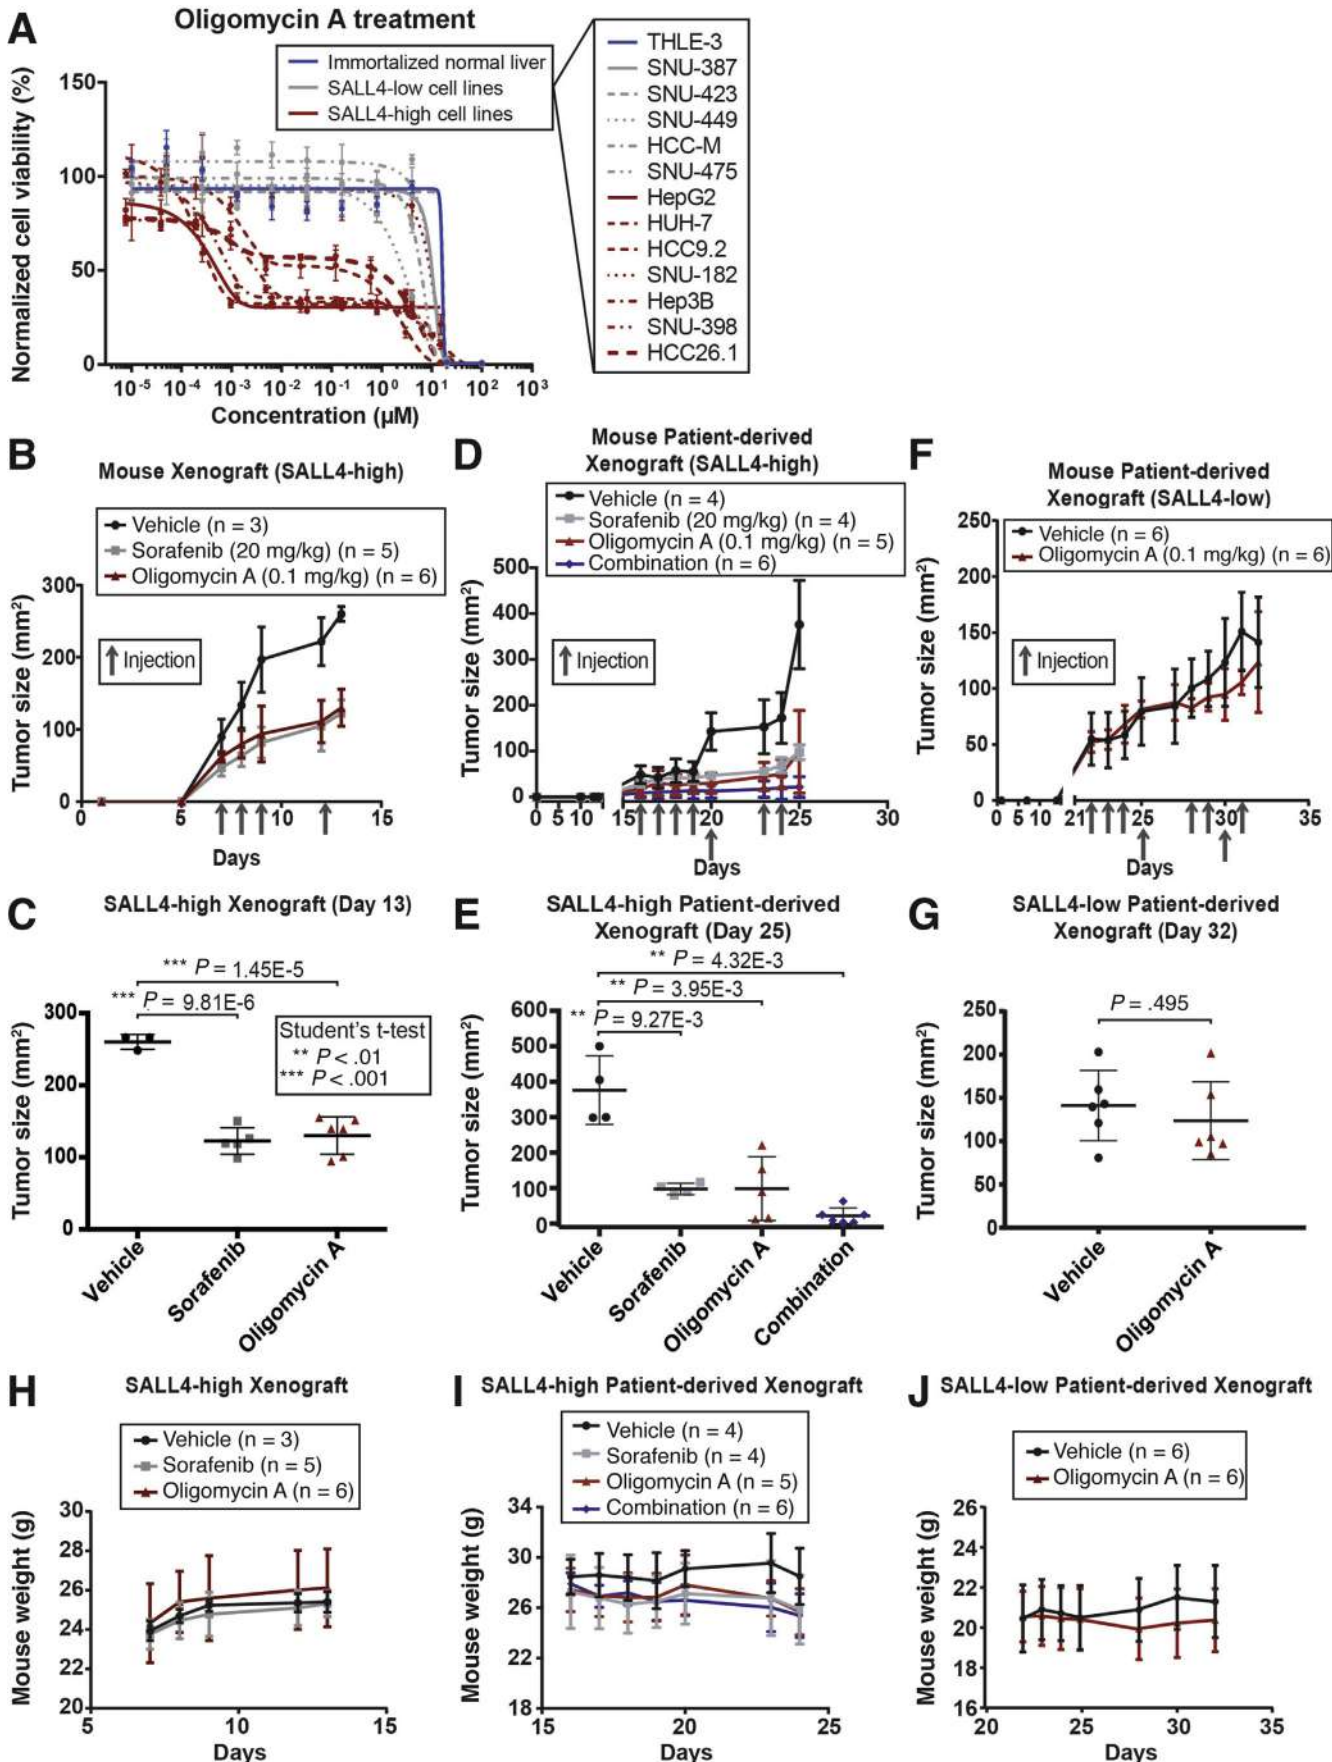 A
Oligomycin A treatment
Immortalized normal liver
SALL4-low cell lines
SALL4-high cell lines
THLE-3
SNU-387
SNU-423
SNU-449
HCC-M
SNU-475
HepG2
HUH-7
HCC9.2
SNU-182
Hep3B
SNU-398
HCC26.1
Normalized cell viability (%)
150
100
50
0
10-5 10-4 10-3 10-2 10-1 100 101 102 103
Concentration (µM)
B
Mouse Xenograft (SALL4-high)
Vehicle (n = 3)
Sorafenib (20 mg/kg) (n = 5)
Oligomycin A (0.1 mg/kg) (n = 6)
Injection
Tumor size (mm2)
300
200
100
0
0 5 10 15
Days
D
Mouse Patient-derived
Xenograft (SALL4-high)
Vehicle (n = 4)
Sorafenib (20 mg/kg) (n = 4)
Oligomycin A (0.1 mg/kg) (n = 5)
Combination (n = 6)
Injection
Tumor size (mm2)
500
400
300
200
100
0
0 5 10 15 20 25 30
Days
F
Mouse Patient-derived
Xenograft (SALL4-low)
Vehicle (n = 6)
Oligomycin A (0.1 mg/kg) (n = 6)
Injection
Tumor size (mm2)
250
200
150
100
50
0
0 5 10 15 21 25 30 35
Days
C
SALL4-high Xenograft (Day 13)
*** P = 1.45E-5
*** P = 9.81E-6
Student's t-test
** P < .01
*** P < .001
Tumor size (mm2)
300
200
100
0
Vehicle
Sorafenib
Oligomycin A
E
SALL4-high Patient-derived
Xenograft (Day 25)
** P = 4.32E-3
** P = 3.95E-3
** P = 9.27E-3
Tumor size (mm2)
600
500
400
300
200
100
0
Vehicle
Sorafenib
Oligomycin A
Combination
G
SALL4-low Patient-derived
Xenograft (Day 32)
P = .495
Tumor size (mm2)
250
200
150
100
50
0
Vehicle
Oligomycin A
H
SALL4-high Xenograft
Vehicle (n = 3)
Sorafenib (n = 5)
Oligomycin A (n = 6)
Mouse weight (g)
30
28
26
24
22
20
5 10 15
Days
I
SALL4-high Patient-derived Xenograft
Vehicle (n = 4)
Sorafenib (n = 4)
Oligomycin A (n = 5)
Combination (n = 6)
Mouse weight (g)
34
30
26
22
18
15 20 25
Days
J
SALL4-low Patient-derived Xenograft
Vehicle (n = 6)
Oligomycin A (n = 6)
Mouse weight (g)
26
24
22
20
18
16
20 25 30 35
Days